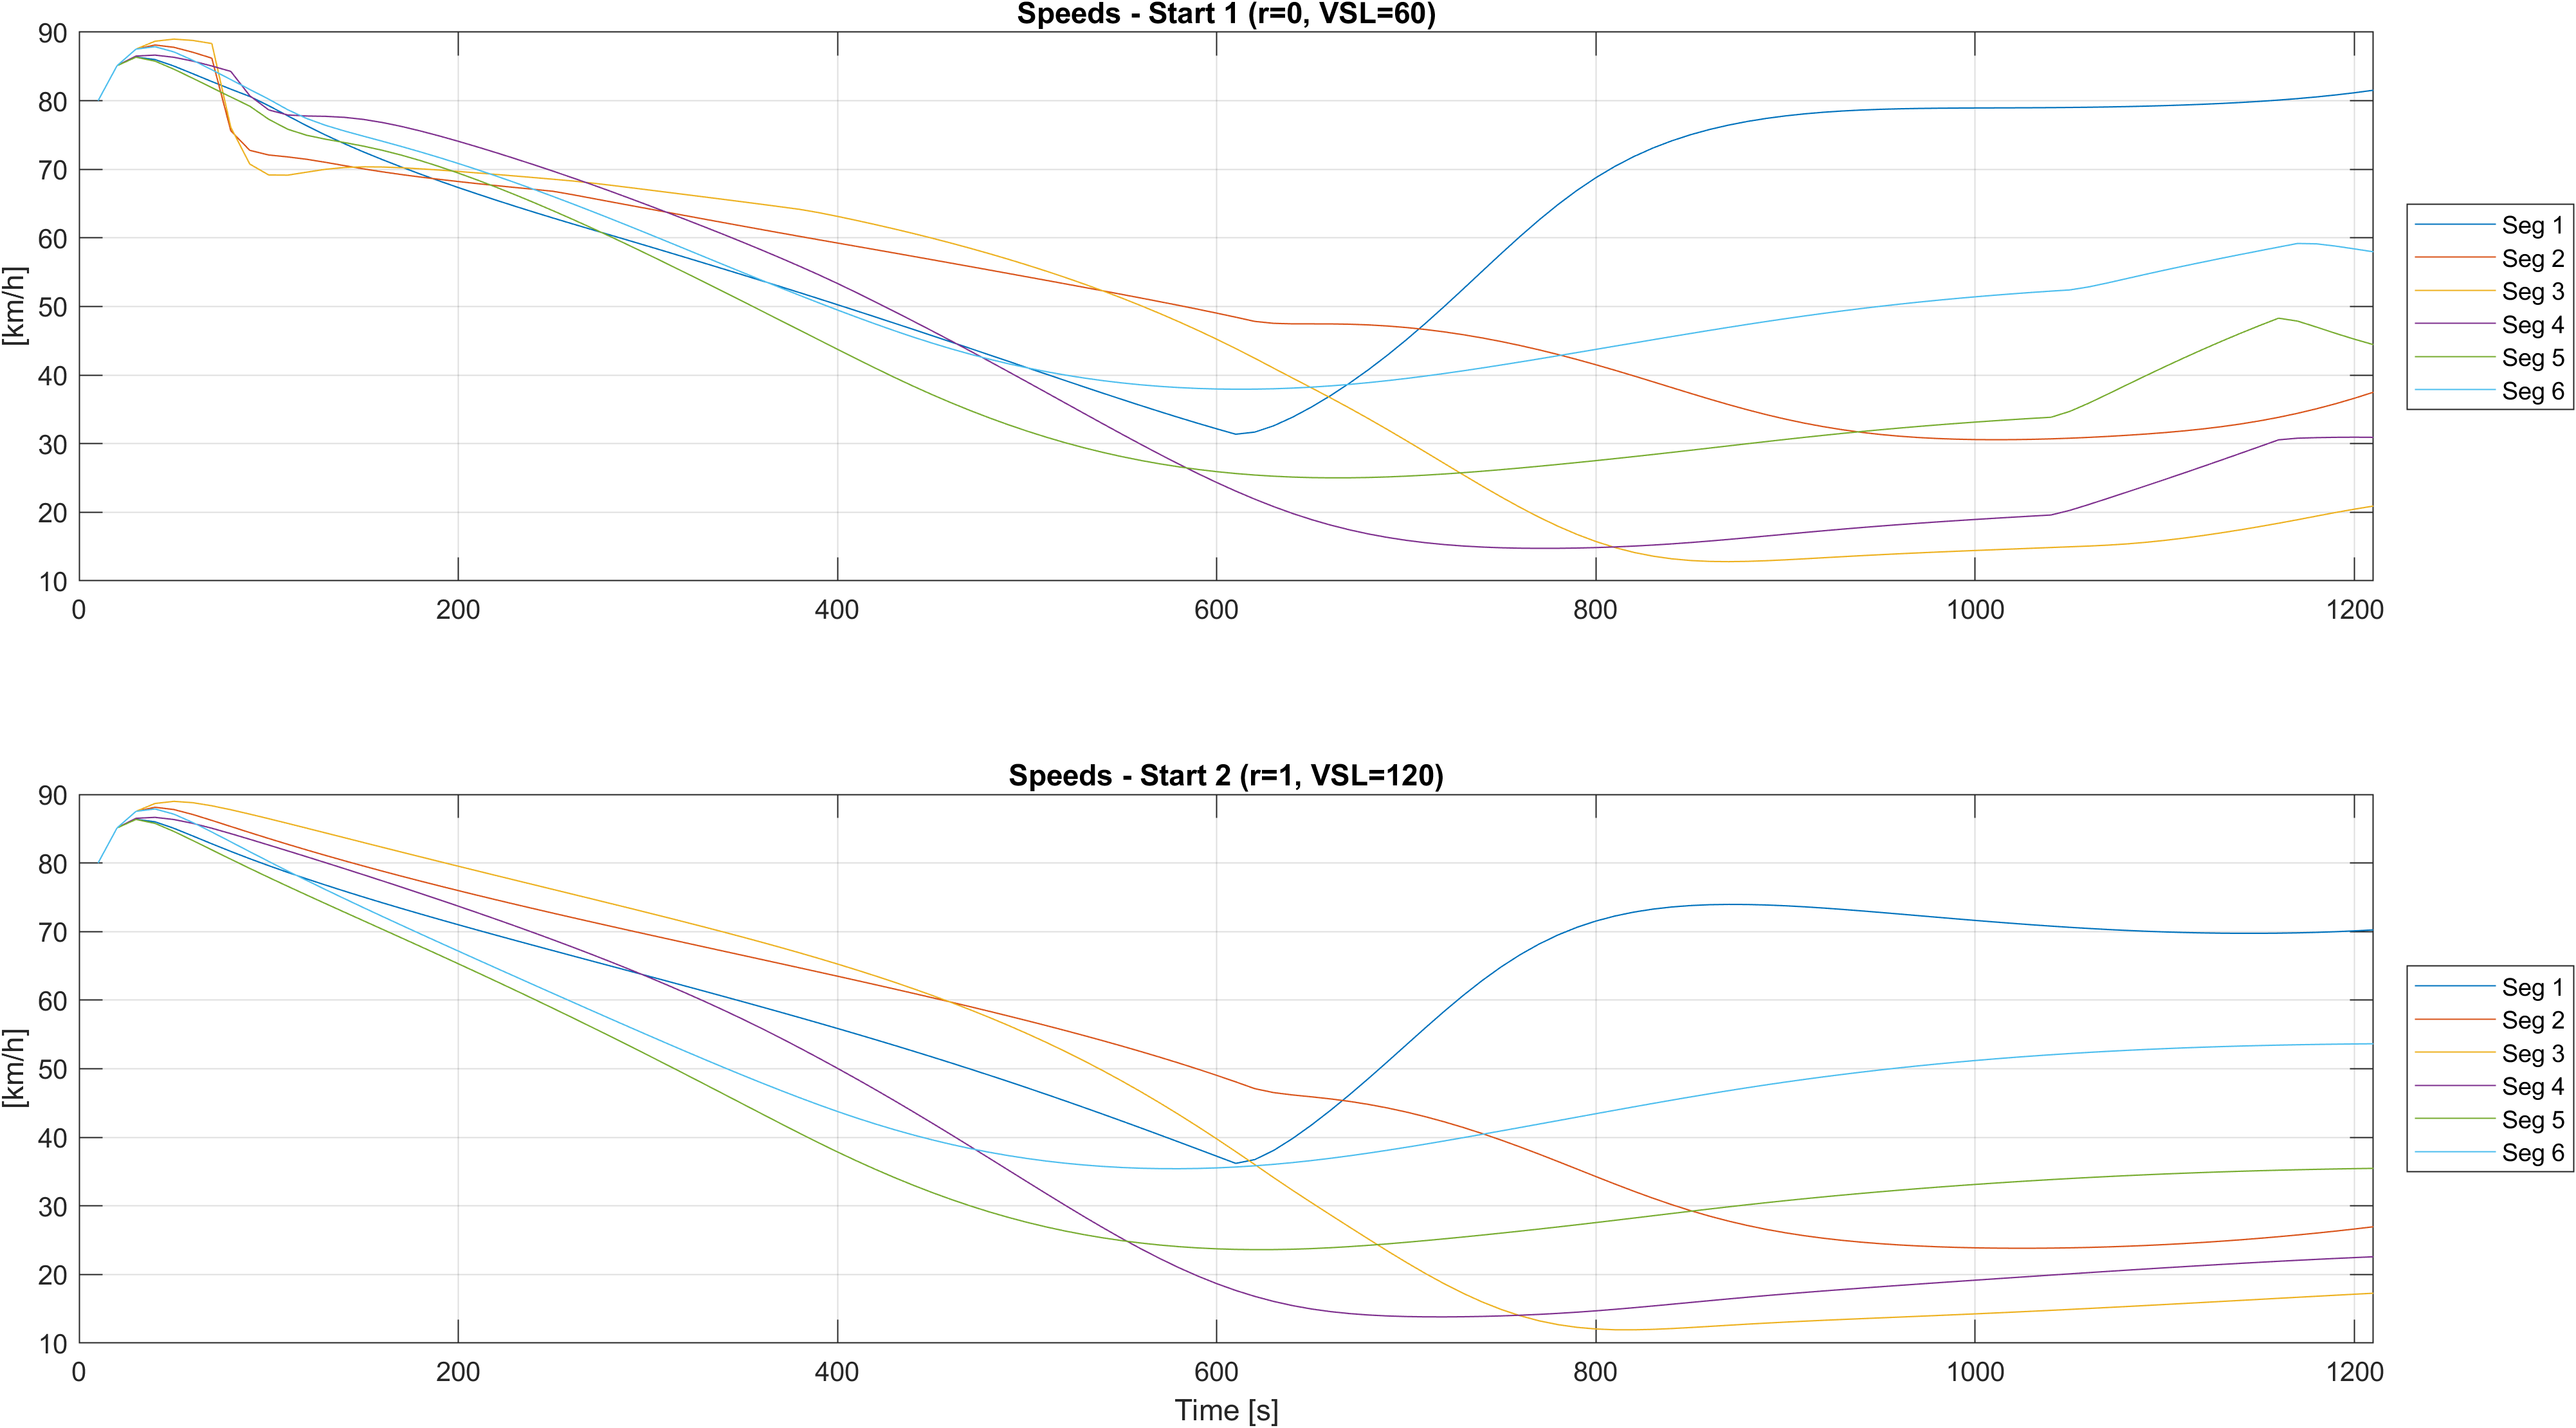 Speeds - Start 1 (r=0, VSL=60)
90
80
70
60
50
40
30
20
10
[km/h]
0 200 400 600 800 1000 1200
Seg 1
Seg 2
Seg 3
Seg 4
Seg 5
Seg 6
Speeds - Start 2 (r=1, VSL=120)
90
80
70
60
50
40
30
20
10
[km/h]
0 200 400 600 800 1000 1200
Time [s]
Seg 1
Seg 2
Seg 3
Seg 4
Seg 5
Seg 6